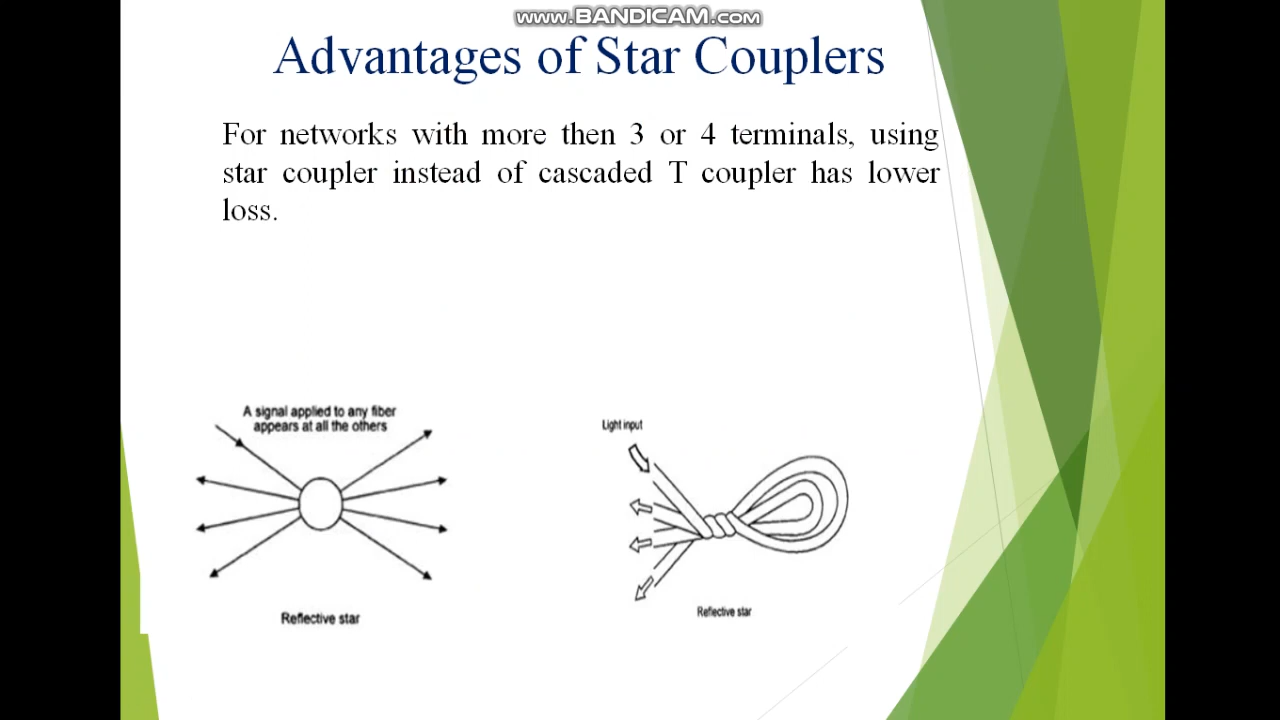 www.BANDICAM.com
Advantages of Star Couplers
For networks with more then 3 or 4 terminals, using
star coupler instead of cascaded T coupler has lower
loss.
A signal applied to any fiber
appears at all the others
Reflective star
Light input
Reflective star